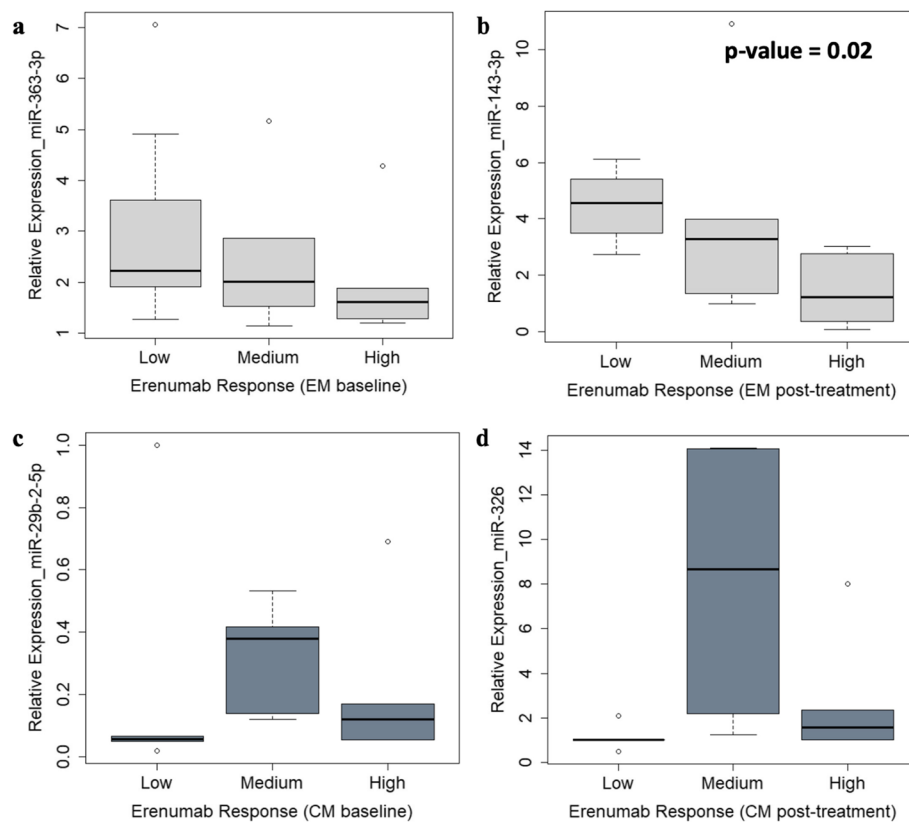 a
Relative Expression_miR-363-3p
7
6
5
4
3
2
1
Low Medium High
Erenumab Response (EM baseline)
b
p-value = 0.02
Relative Expression_miR-143-3p
10
8
6
4
2
0
Low Medium High
Erenumab Response (EM post-treatment)
c
Relative Expression_miR-29b-2-5p
1.0
0.8
0.6
0.4
0.2
0.0
Low Medium High
Erenumab Response (CM baseline)
d
Relative Expression_miR-326
14
12
10
8
6
4
2
0
Low Medium High
Erenumab Response (CM post-treatment)